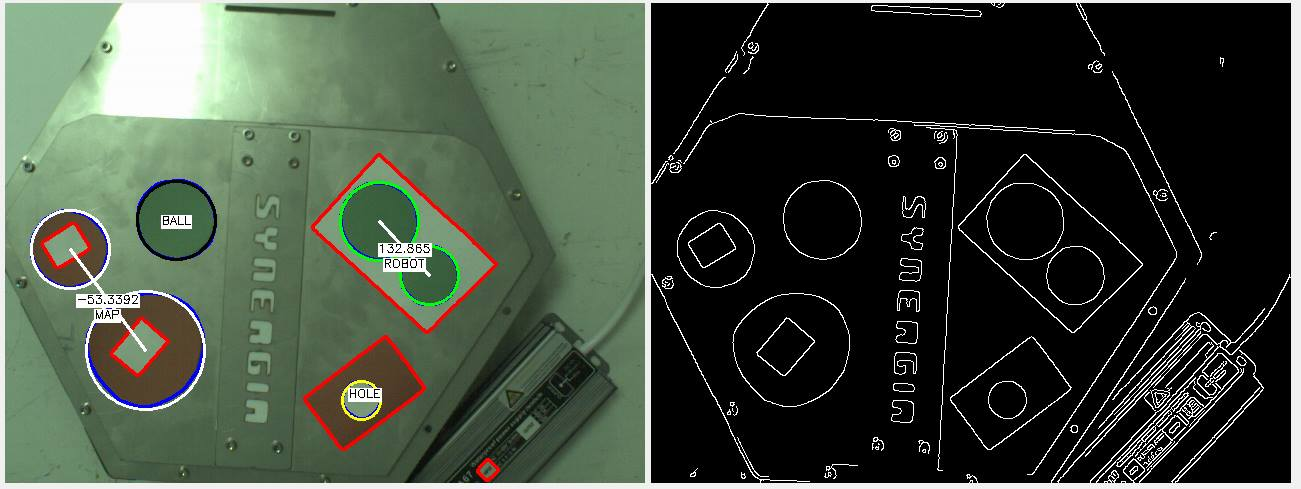 BALL
132.865
ROBOT
-53.3392
MAP
HOLE
SYNERGIN